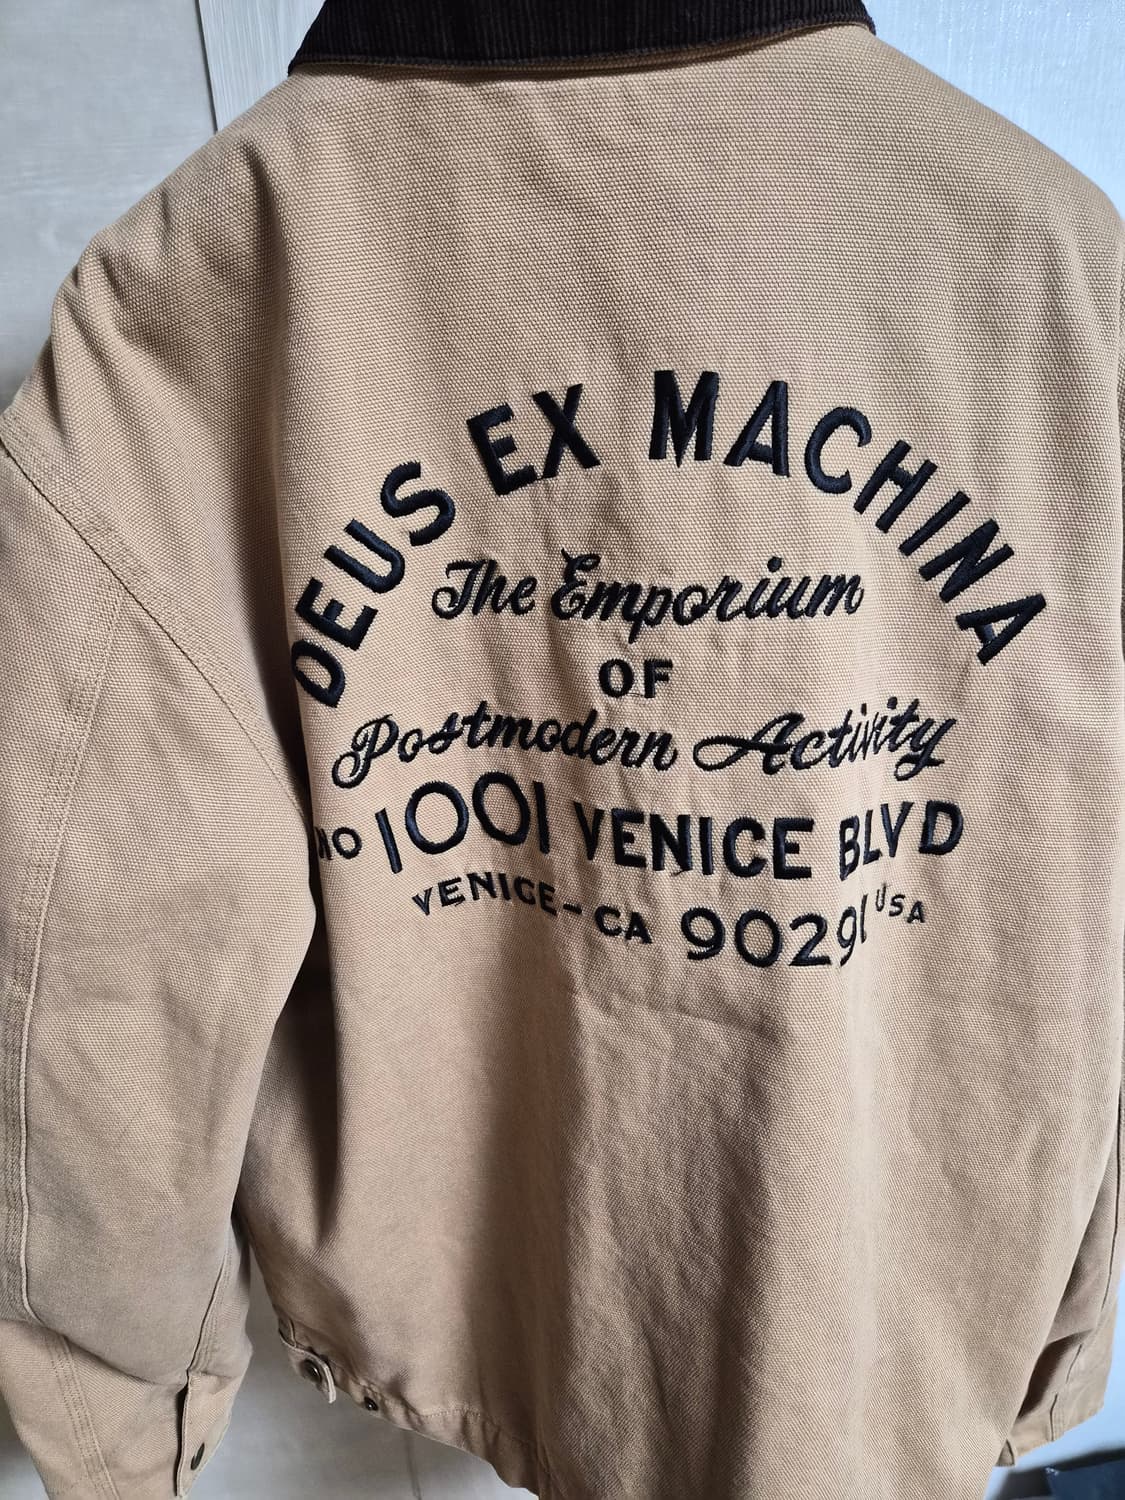 DEUS EX MACHINA
The Emporium
OF
Postmodern Activity
NO 1001 VENICE BLVD
VENICE-CA 90291 USA